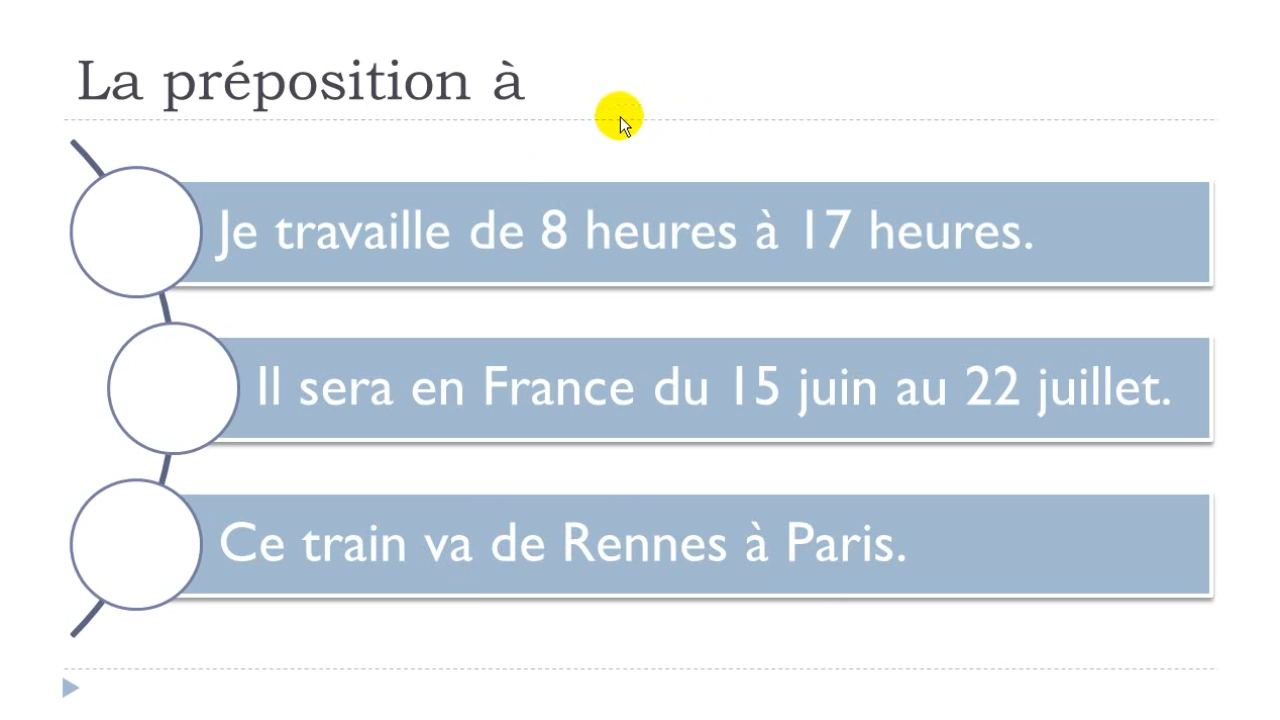 La préposition à
Je travaille de 8 heures à 17 heures.
Il sera en France du 15 juin au 22 juillet.
Ce train va de Rennes à Paris.